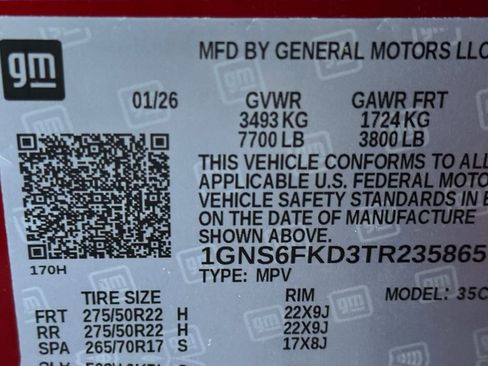 gm
MFD BY GENERAL MOTORS LLC
01/26 GVWR GAWR FRT
3493 KG 1724 KG
7700 LB 3800 LB
THIS VEHICLE CONFORMS TO ALL
APPLICABLE U.S. FEDERAL MOTO
VEHICLE SAFETY STANDARDS IN E
ON THE DATE OF MANUFACTURE
SHOWN ABOVE.
170H
1GNS6FKD3TR235865
TYPE: MPV
TIRE SIZE RIM MODEL: 35C
FRT 275/50R22 H 22X9J
RR 275/50R22 H 22X9J
SPA 265/70R17 S 17X8J